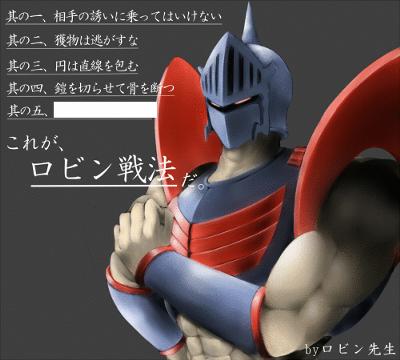 其の一、相手の誘いに乗ってはいけない
其の二、獲物は逃がすな
其の三、円は直線を包む
其の四、鎧を切らせて骨を断つ
其の五、
これが、
ロビン戦法だ。
byロビン先生